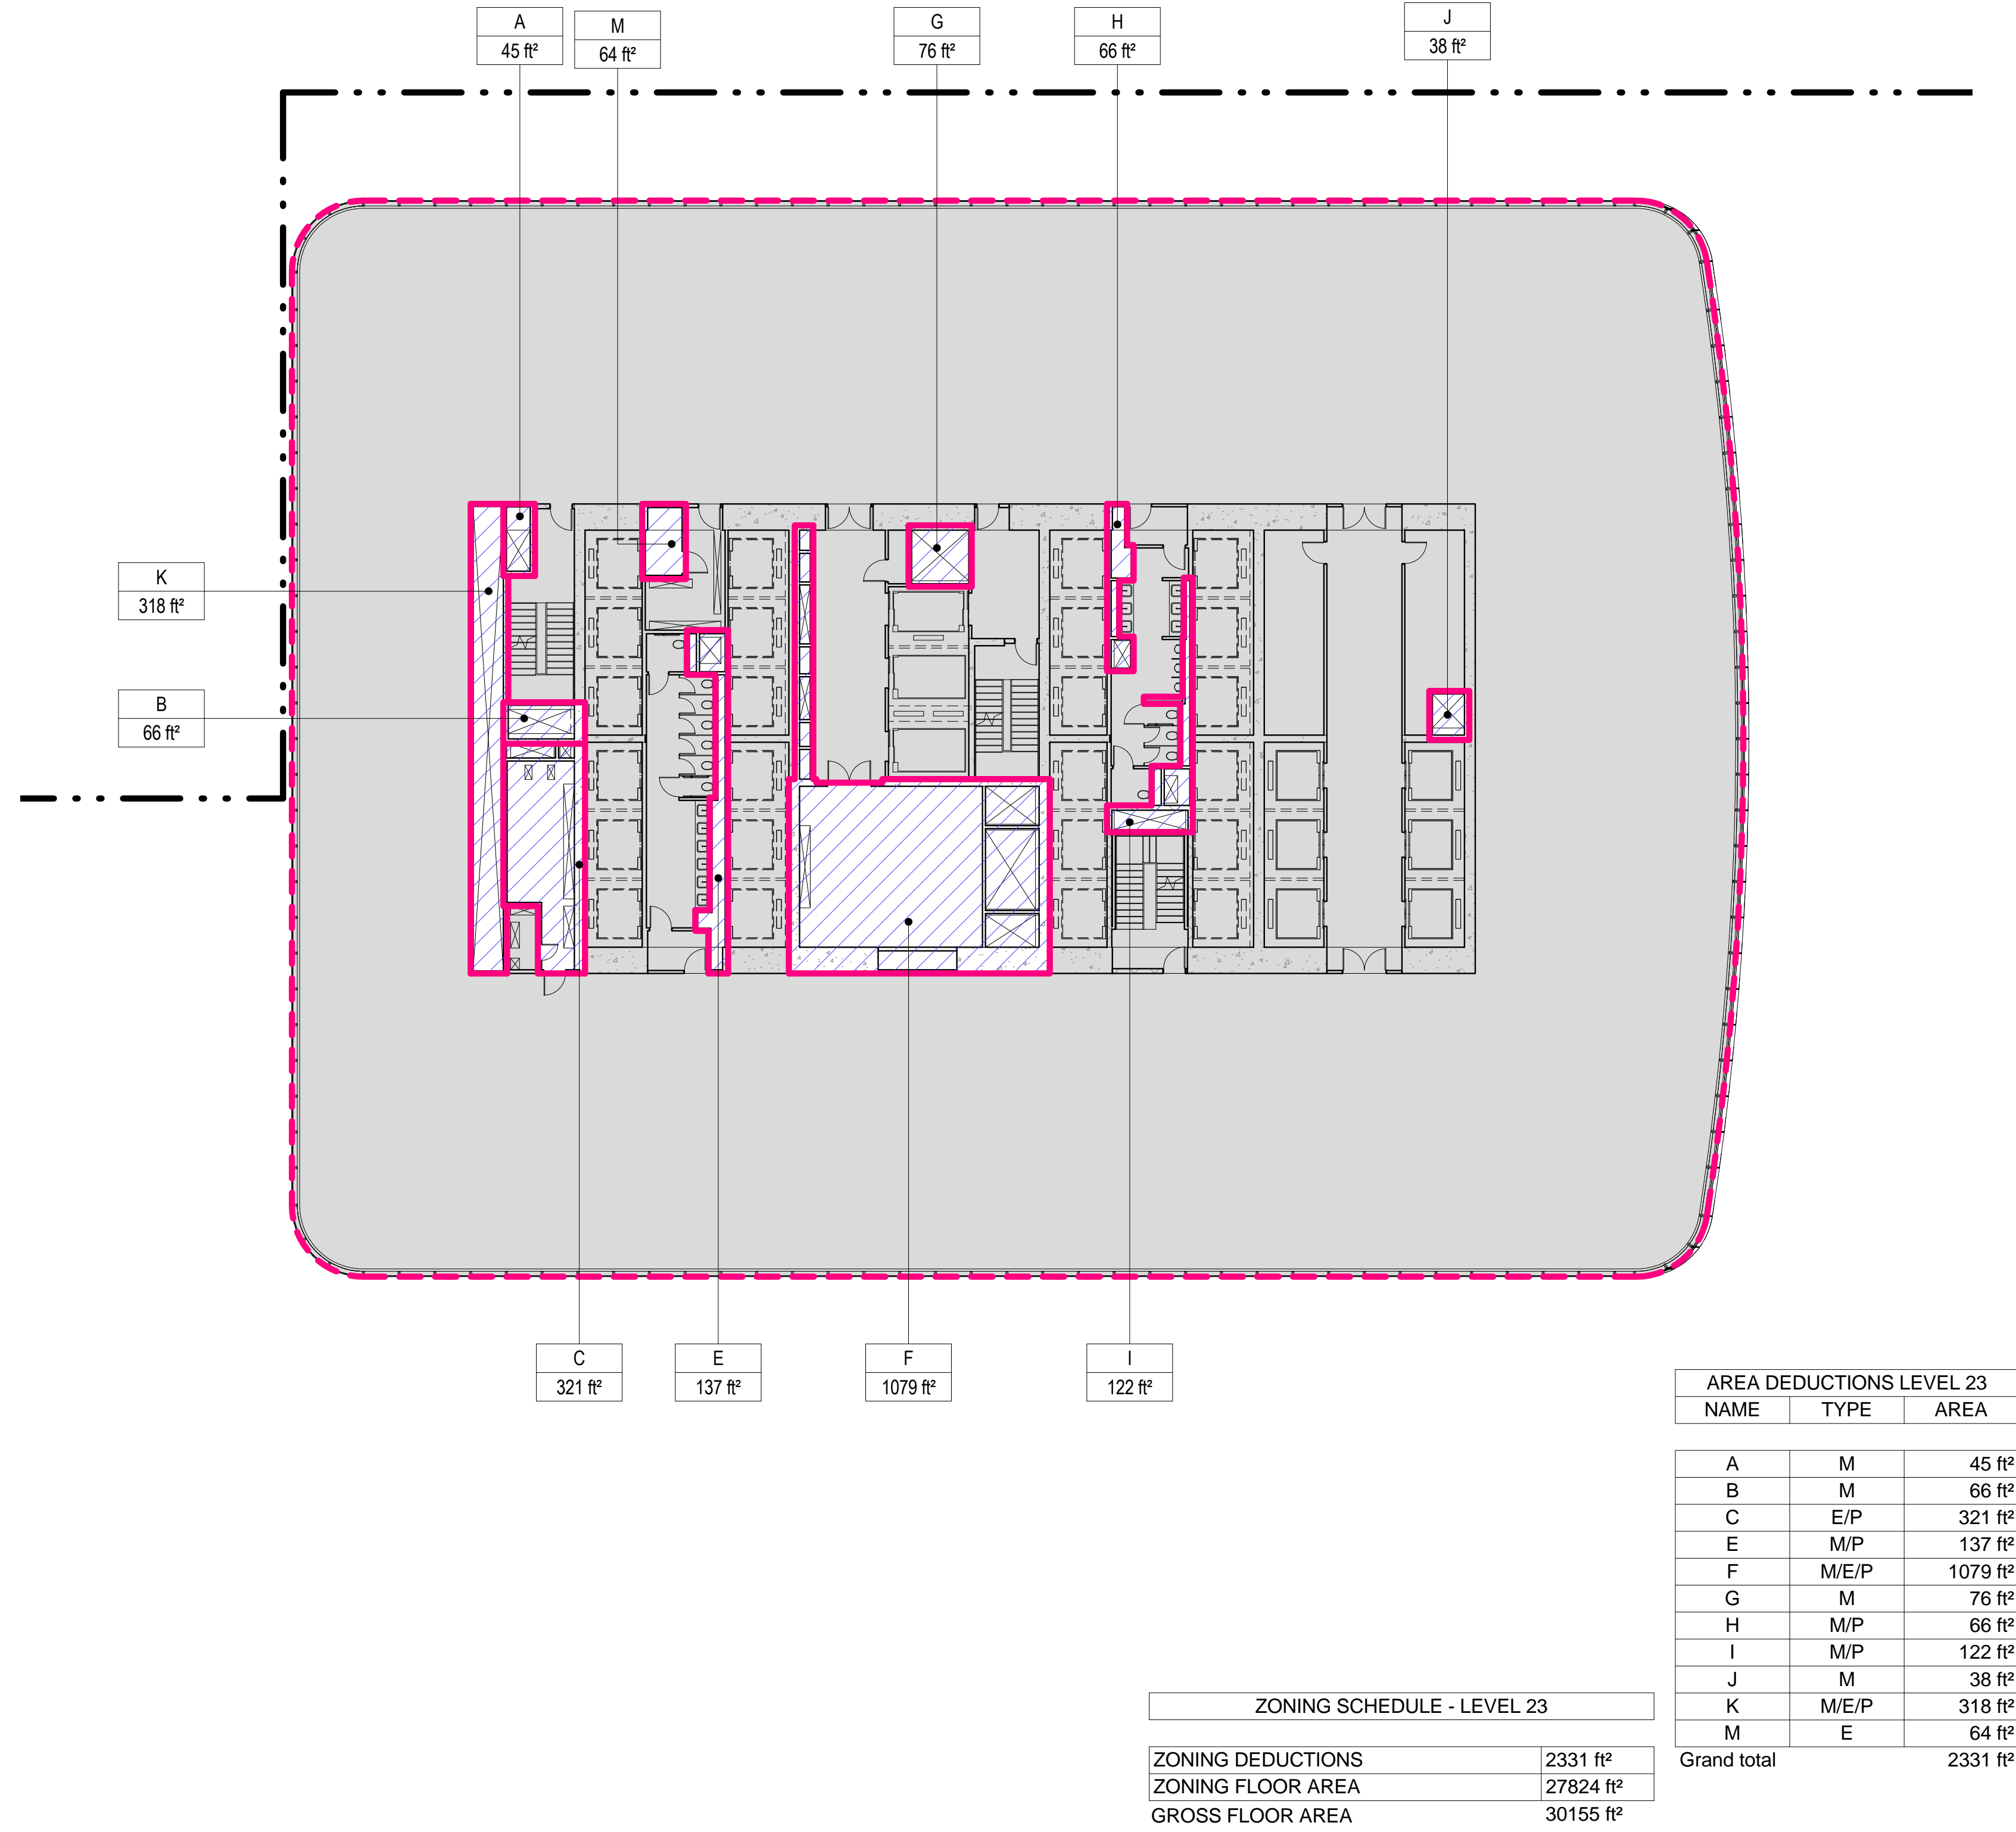 A
45 ft²
M
64 ft²
G
76 ft²
H
66 ft²
J
38 ft²
K
318 ft²
B
66 ft²
C
321 ft²
E
137 ft²
F
1079 ft²
I
122 ft²
AREA DEDUCTIONS LEVEL 23
NAME TYPE AREA
A M 45 ft²
B M 66 ft²
C E/P 321 ft²
E M/P 137 ft²
F M/E/P 1079 ft²
G M 76 ft²
H M/P 66 ft²
I M/P 122 ft²
J M 38 ft²
K M/E/P 318 ft²
M E 64 ft²
Grand total 2331 ft²
ZONING SCHEDULE - LEVEL 23
ZONING DEDUCTIONS 2331 ft²
ZONING FLOOR AREA 27824 ft²
GROSS FLOOR AREA 30155 ft²